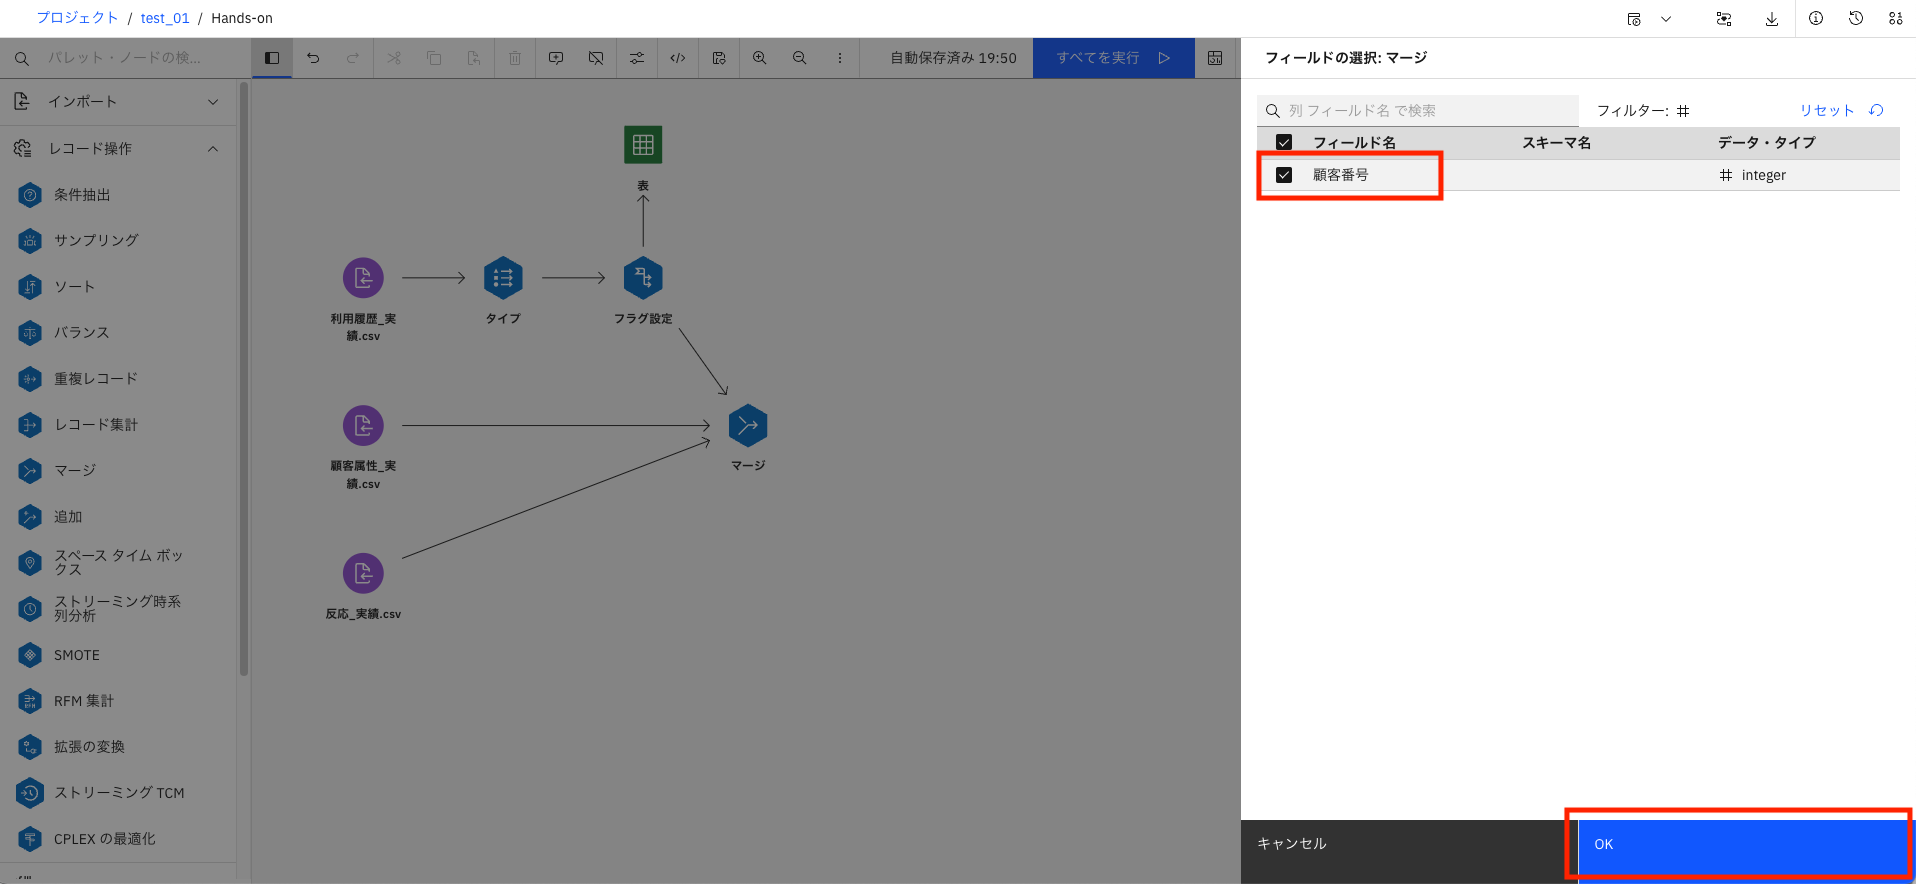 プロジェクト / test_01 / Hands-on
パレット・ノードの検...
自動保存済み 19:50
すべてを実行
インポート
レコード操作
条件抽出
サンプリング
ソート
バランス
重複レコード
レコード集計
マージ
追加
スペース タイム ボッ
クス
ストリーミング時系
列分析
SMOTE
RFM 集計
拡張の変換
ストリーミング TCM
CPLEX の最適化
表
利用履歴_実
績.csv
タイプ
フラグ設定
顧客属性_実
績.csv
マージ
反応_実績.csv
フィールドの選択: マージ
列 フィールド名 で検索
フィルター:
リセット
フィールド名 スキーマ名 データ・タイプ
顧客番号 integer
キャンセル
OK